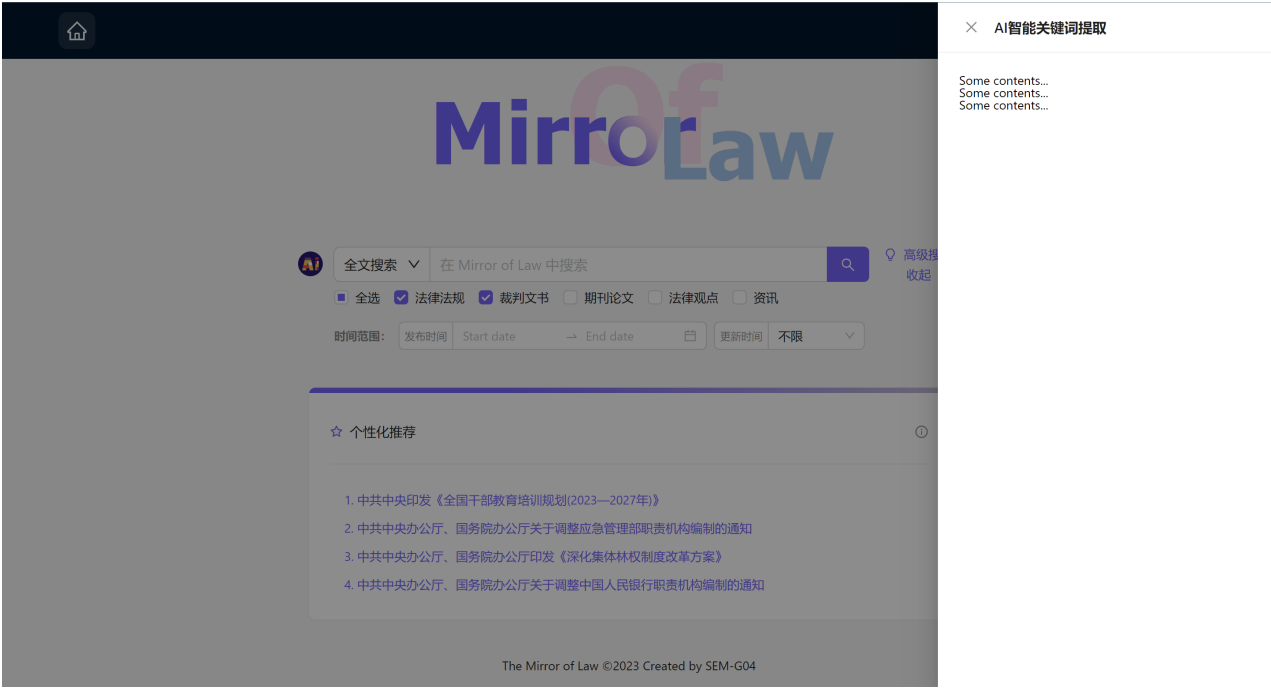 AI智能关键词提取
Some contents...
Some contents...
Some contents...
Mirror Of Law
AI 全文搜索 在 Mirror of Law 中搜索
高级搜
收起
全选 法律法规 裁判文书 期刊论文 法律观点 资讯
时间范围: 发布时间 Start date → End date 更新时间 不限
个性化推荐
1. 中共中央印发《全国干部教育培训规划(2023—2027年)》
2. 中共中央办公厅、国务院办公厅关于调整应急管理部职责机构编制的通知
3. 中共中央办公厅、国务院办公厅印发《深化集体林权制度改革方案》
4. 中共中央办公厅、国务院办公厅关于调整中国人民银行职责机构编制的通知
The Mirror of Law ©2023 Created by SEM-G04